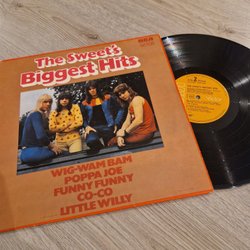 RCA
The Sweet's
Biggest Hits
WIG-WAM BAM
POPPA JOE
FUNNY FUNNY
CO-CO
LITTLE WILLY